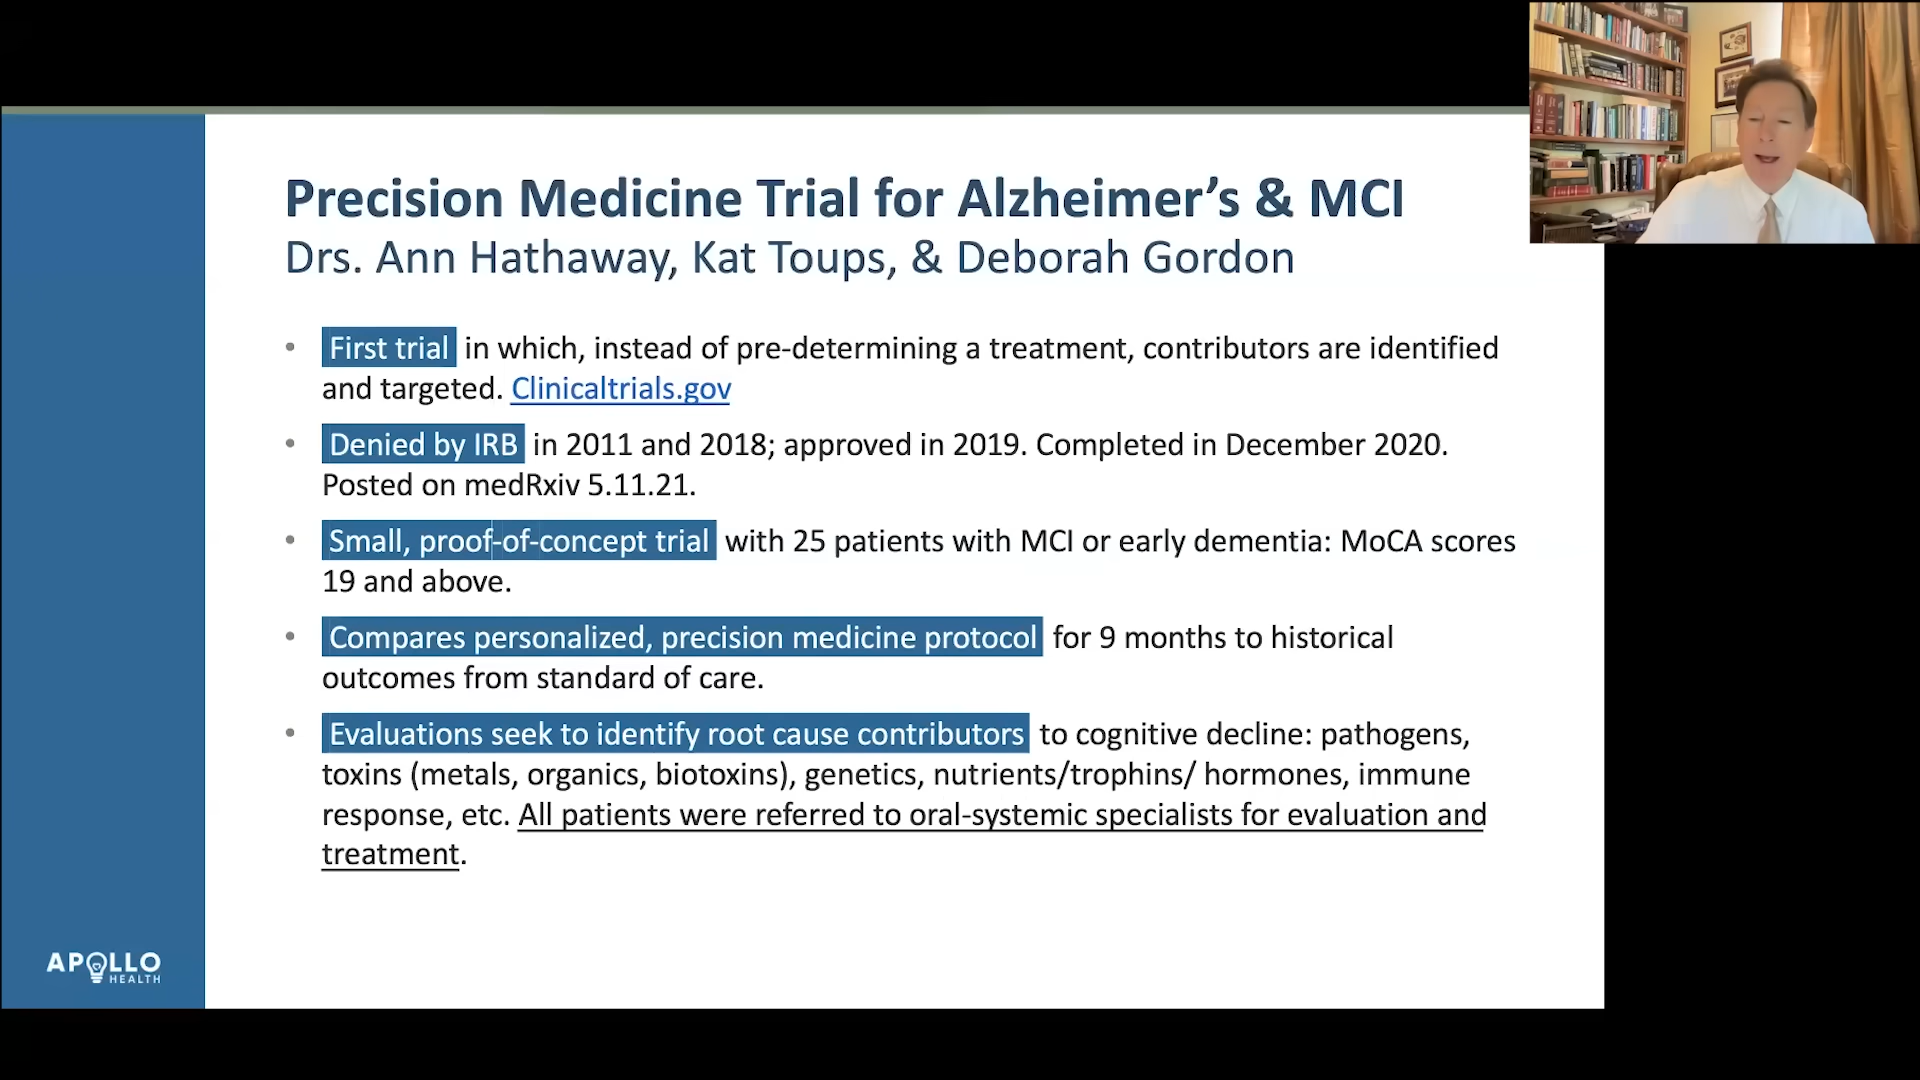 Precision Medicine Trial for Alzheimer’s & MCI
Drs. Ann Hathaway, Kat Toups, & Deborah Gordon
• First trial in which, instead of pre-determining a treatment, contributors are identified
and targeted. Clinicaltrials.gov
• Denied by IRB in 2011 and 2018; approved in 2019. Completed in December 2020.
Posted on medRxiv 5.11.21.
• Small, proof-of-concept trial with 25 patients with MCI or early dementia: MoCA scores
19 and above.
• Compares personalized, precision medicine protocol for 9 months to historical
outcomes from standard of care.
• Evaluations seek to identify root cause contributors to cognitive decline: pathogens,
toxins (metals, organics, biotoxins), genetics, nutrients/trophins/ hormones, immune
response, etc. All patients were referred to oral-systemic specialists for evaluation and
treatment.
APOLLO
HEALTH